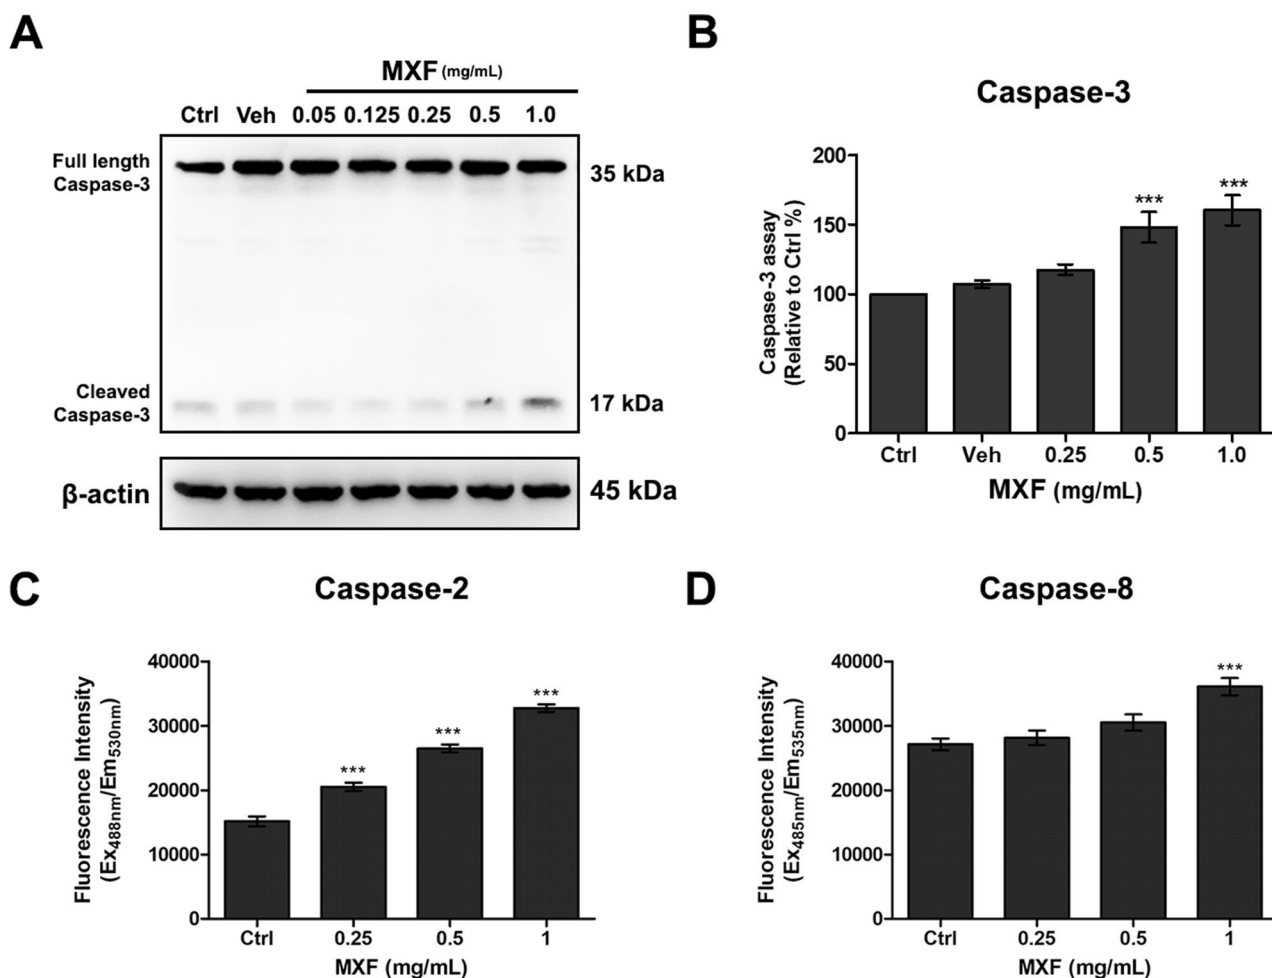 A
MXF (mg/mL)
Ctrl Veh 0.05 0.125 0.25 0.5 1.0
Full length
Caspase-3
35 kDa
Cleaved
Caspase-3
17 kDa
β-actin
45 kDa
B
Caspase-3
Caspase-3 assay
(Relative to Ctrl %)
200
150
100
50
0
***
***
Ctrl Veh 0.25 0.5 1.0
MXF (mg/mL)
C
Caspase-2
Fluorescence Intensity
(Ex488nm/Em530nm)
40000
30000
20000
10000
0
***
***
***
Ctrl 0.25 0.5 1
MXF (mg/mL)
D
Caspase-8
Fluorescence Intensity
(Ex485nm/Em535nm)
40000
30000
20000
10000
0
***
Ctrl 0.25 0.5 1
MXF (mg/mL)